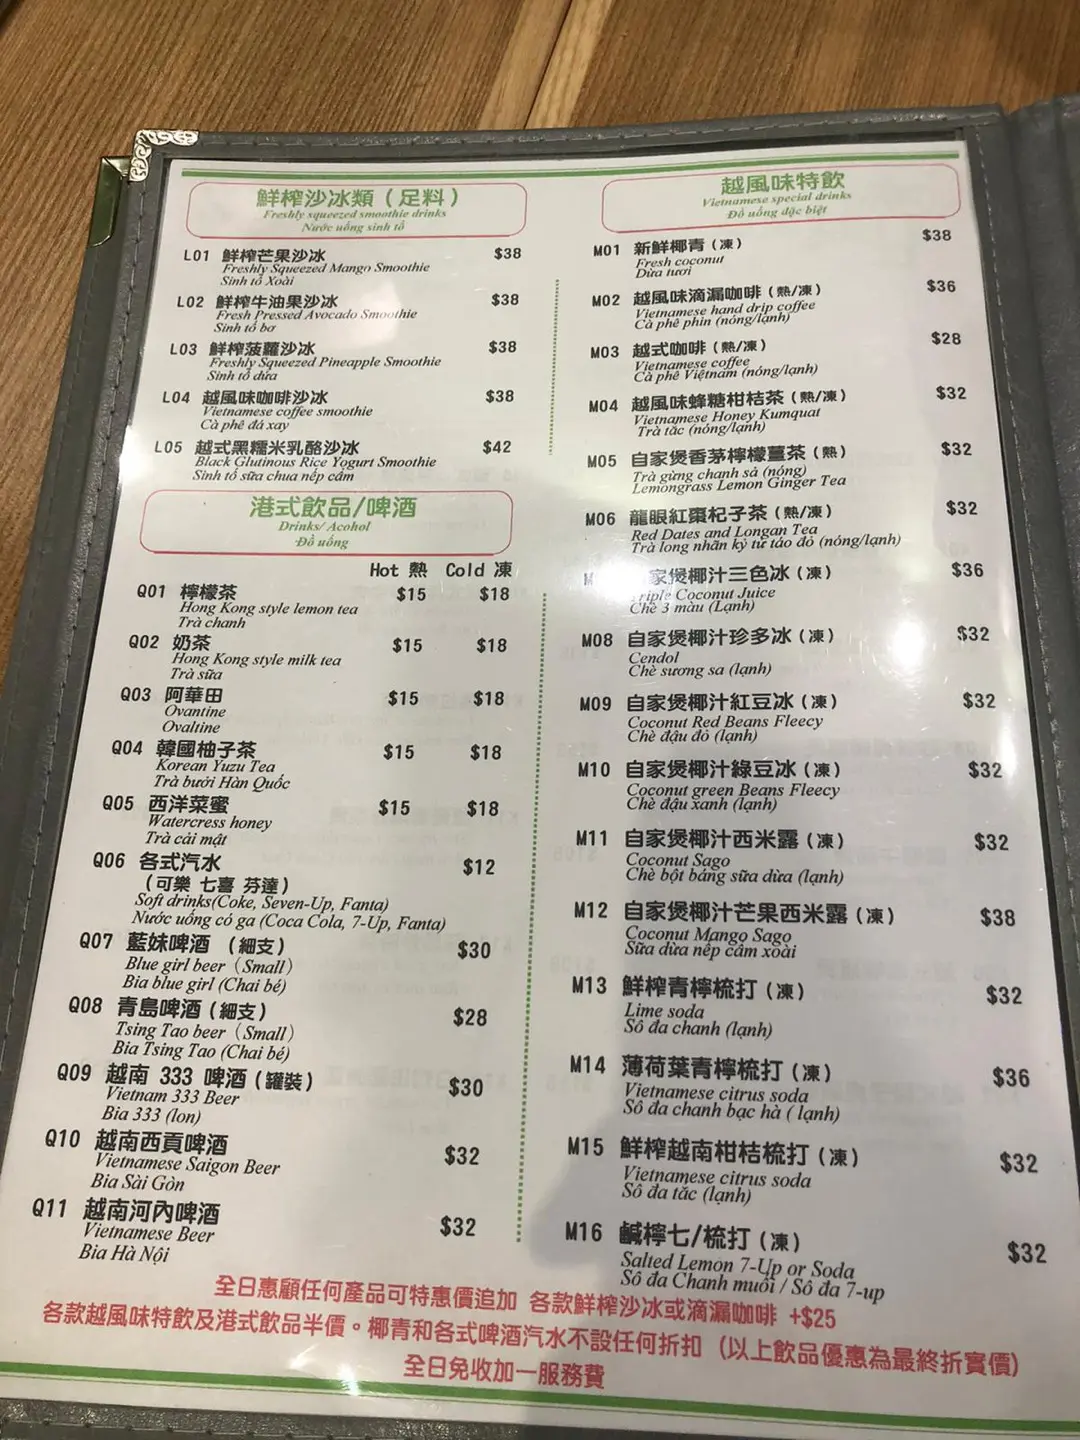 鮮榨沙冰類（足料）
Freshly squeezed smoothie drinks
Nước uống sinh tố
L01 鮮榨芒果沙冰 $38
Freshly Squeezed Mango Smoothie
Sinh tố Xoài
L02 鮮榨牛油果沙冰 $38
Fresh Pressed Avocado Smoothie
Sinh tố bơ
L03 鮮榨菠蘿沙冰 $38
Freshly Squeezed Pineapple Smoothie
Sinh tố dứa
L04 越風味咖啡沙冰 $38
Vietnamese coffee smoothie
Cà phê đá xay
L05 越式黑糯米乳酪沙冰 $42
Black Glutinous Rice Yogurt Smoothie
Sinh tố sữa chua nếp cẩm
港式飲品/啤酒
Drinks/ Acohol
Đồ uống
Hot 熱 Cold 凍
Q01 檸檬茶 $15 $18
Hong Kong style lemon tea
Trà chanh
Q02 奶茶 $15 $18
Hong Kong style milk tea
Trà sữa
Q03 阿華田 $15 $18
Ovantine
Ovaltine
Q04 韓國柚子茶 $15 $18
Korean Yuzu Tea
Trà bưởi Hàn Quốc
Q05 西洋菜蜜 $15 $18
Watercress honey
Trà cải mật
Q06 各式汽水 $12
（可樂 七喜 芬達）
Soft drinks(Coke, Seven-Up, Fanta)
Nước uống có ga (Coca Cola, 7-Up, Fanta)
Q07 藍妹啤酒 （細支） $30
Blue girl beer（Small）
Bia blue girl (Chai bé)
Q08 青島啤酒（細支） $28
Tsing Tao beer（Small）
Bia Tsing Tao (Chai bé)
Q09 越南 333 啤酒（罐裝） $30
Vietnam 333 Beer
Bia 333 (lon)
Q10 越南西貢啤酒 $32
Vietnamese Saigon Beer
Bia Sài Gòn
Q11 越南河內啤酒 $32
Vietnamese Beer
Bia Hà Nội
越風味特飲
Vietnamese special drinks
Đồ uống đặc biệt
M01 新鮮椰青（凍） $38
Fresh coconut
Dừa tươi
M02 越風味滴漏咖啡（熱/凍） $36
Vietnamese hand drip coffee
Cà phê phin (nóng/lạnh)
M03 越式咖啡（熱/凍） $28
Vietnamese coffee
Cà phê Việtnam (nóng/lạnh)
M04 越風味蜂糖柑桔茶（熱/凍） $32
Vietnamese Honey Kumquat
Trà tắc (nóng/lạnh)
M05 自家煲香茅檸檬薑茶（熱） $32
Trà gừng chanh sả (nóng)
Lemongrass Lemon Ginger Tea
M06 龍眼紅棗杞子茶（熱/凍） $32
Red Dates and Longan Tea
Trà long nhãn kỷ tử táo đỏ (nóng/lạnh)
家煲椰汁三色冰（凍） $36
Triple Coconut Juice
Chè 3 màu (Lạnh)
M08 自家煲椰汁珍多冰（凍） $32
Cendol
Chè sương sa (lạnh)
M09 自家煲椰汁紅豆冰（凍） $32
Coconut Red Beans Fleecy
Chè đậu đỏ (lạnh)
M10 自家煲椰汁綠豆冰（凍） $32
Coconut green Beans Fleecy
Chè đậu xanh (lạnh)
M11 自家煲椰汁西米露（凍） $32
Coconut Sago
Chè bột báng sữa dừa (lạnh)
M12 自家煲椰汁芒果西米露（凍） $38
Coconut Mango Sago
Sữa dừa nếp cẩm xoài
M13 鮮榨青檸梳打（凍） $32
Lime soda
Sô đa chanh (lạnh)
M14 薄荷葉青檸梳打（凍） $36
Vietnamese citrus soda
Sô đa chanh bạc hà ( lạnh)
M15 鮮榨越南柑桔梳打（凍） $32
Vietnamese citrus soda
Sô đa tắc (lạnh)
M16 鹹檸七/梳打（凍） $32
Salted Lemon 7-Up or Soda
Sô đa Chanh muối / Sô đa 7-up
全日惠顧任何產品可特惠價追加 各款鮮榨沙冰或滴漏咖啡 +$25
各款越風味特飲及港式飲品半價。椰青和各式啤酒汽水不設任何折扣（以上飲品優惠為最終折實價）
全日免收加一服務費